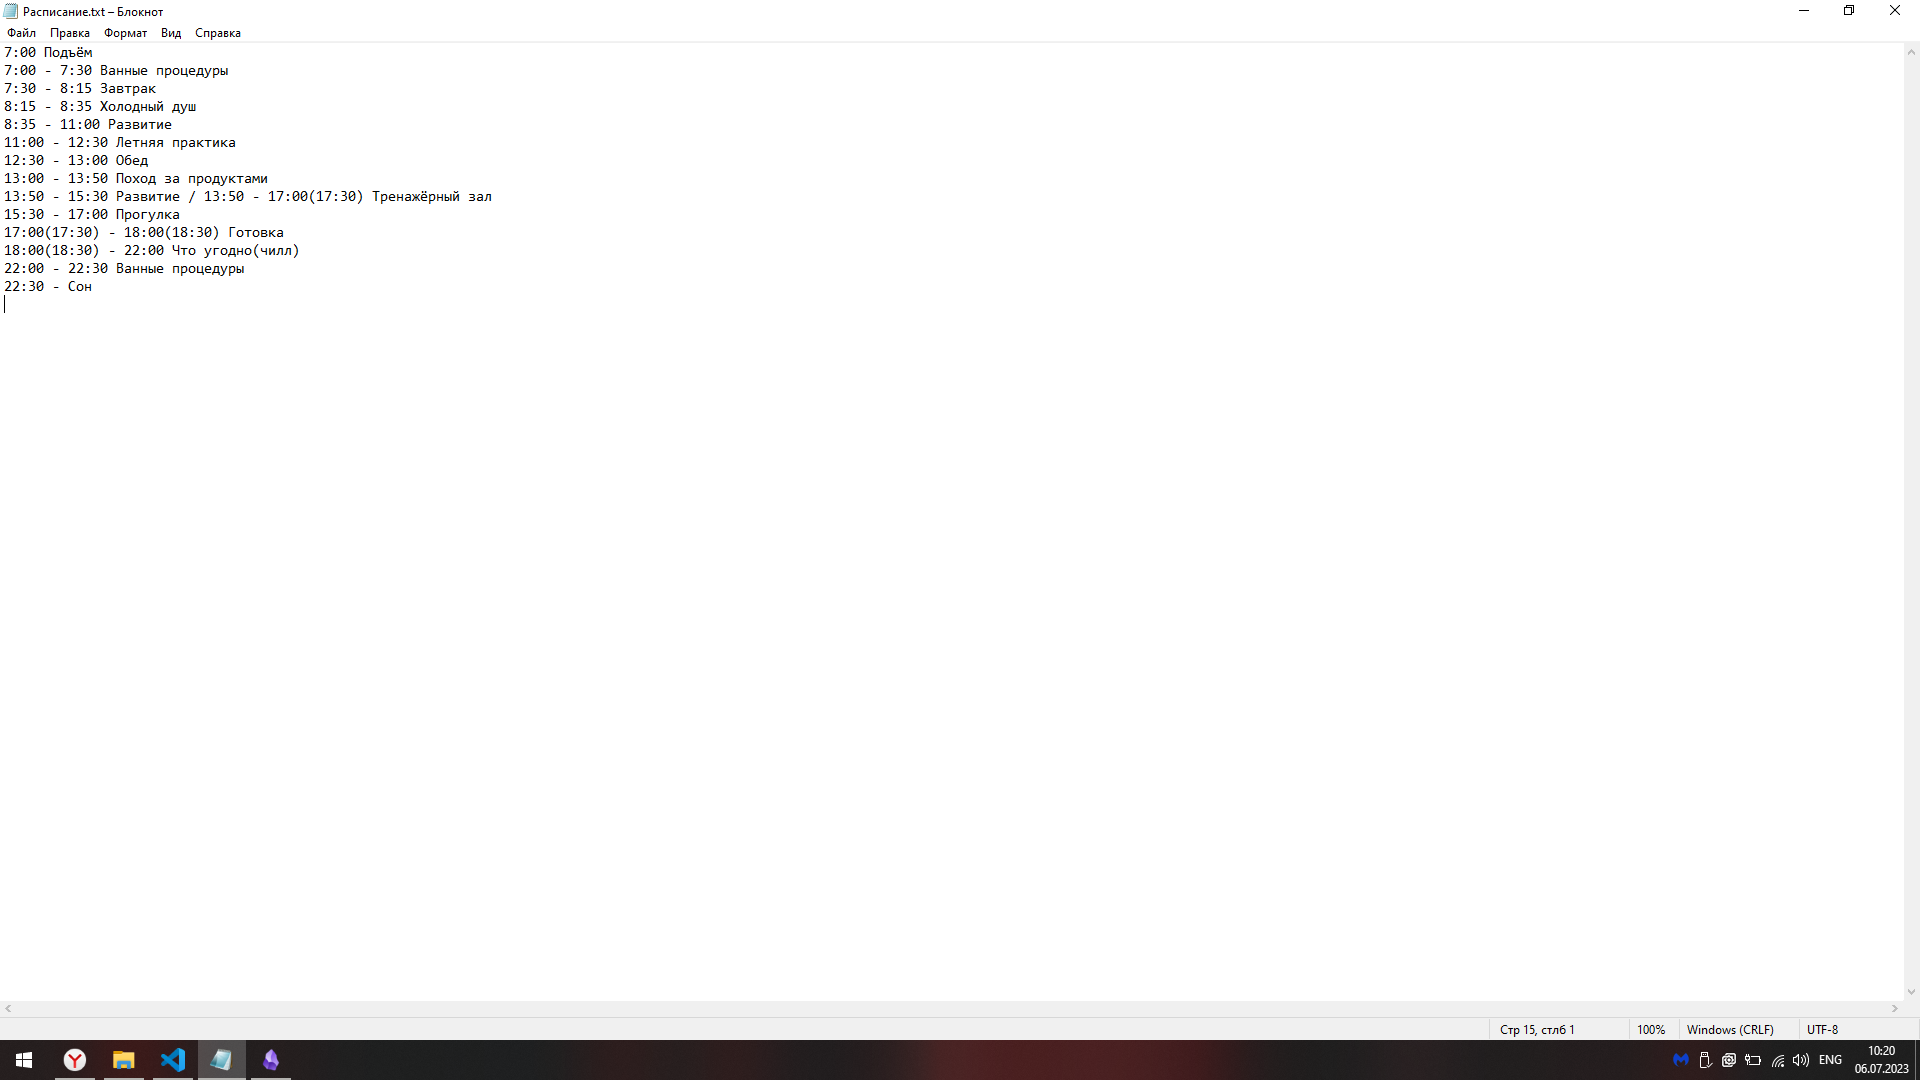 Расписание.txt – Блокнот
Файл Правка Формат Вид Справка
7:00 Подъём
7:00 - 7:30 Ванные процедуры
7:30 - 8:15 Завтрак
8:15 - 8:35 Холодный душ
8:35 - 11:00 Развитие
11:00 - 12:30 Летняя практика
12:30 - 13:00 Обед
13:00 - 13:50 Поход за продуктами
13:50 - 15:30 Развитие / 13:50 - 17:00(17:30) Тренажёрный зал
15:30 - 17:00 Прогулка
17:00(17:30) - 18:00(18:30) Готовка
18:00(18:30) - 22:00 Что угодно(чилл)
22:00 - 22:30 Ванные процедуры
22:30 - Сон
Стр 15, стлб 1 100% Windows (CRLF) UTF-8
ENG 10:20
06.07.2023